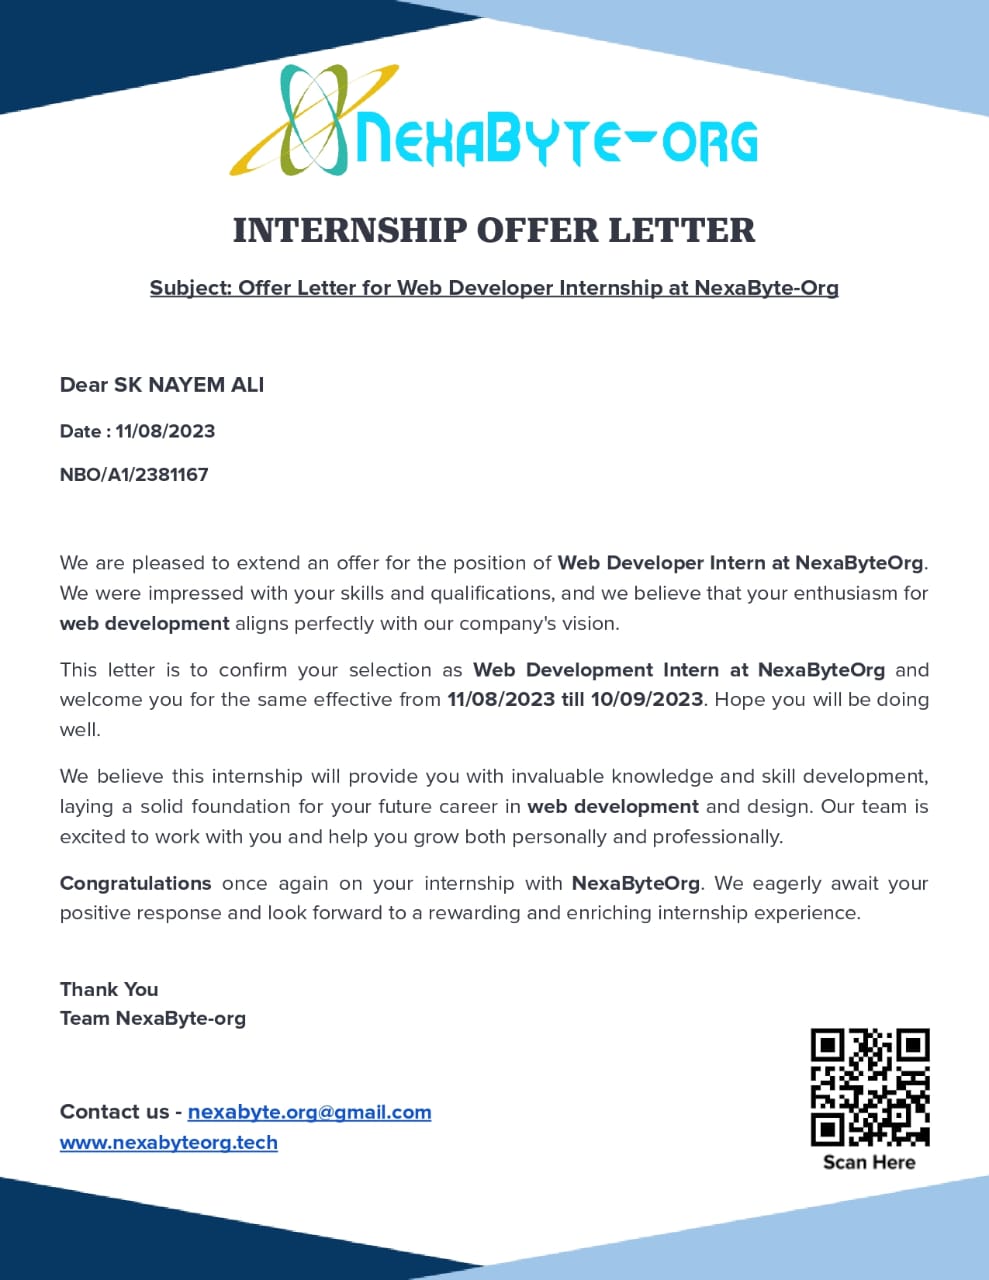 NEXABYTE-ORG
INTERNSHIP OFFER LETTER
Subject: Offer Letter for Web Developer Internship at NexaByte-Org
Dear SK NAYEM ALI
Date : 11/08/2023
NBO/A1/2381167
We are pleased to extend an offer for the position of Web Developer Intern at NexaByteOrg.
We were impressed with your skills and qualifications, and we believe that your enthusiasm for
web development aligns perfectly with our company's vision.
This letter is to confirm your selection as Web Development Intern at NexaByteOrg and
welcome you for the same effective from 11/08/2023 till 10/09/2023. Hope you will be doing
well.
We believe this internship will provide you with invaluable knowledge and skill development,
laying a solid foundation for your future career in web development and design. Our team is
excited to work with you and help you grow both personally and professionally.
Congratulations once again on your internship with NexaByteOrg. We eagerly await your
positive response and look forward to a rewarding and enriching internship experience.
Thank You
Team NexaByte-org
Contact us - nexabyte.org@gmail.com
www.nexabyteorg.tech
Scan Here